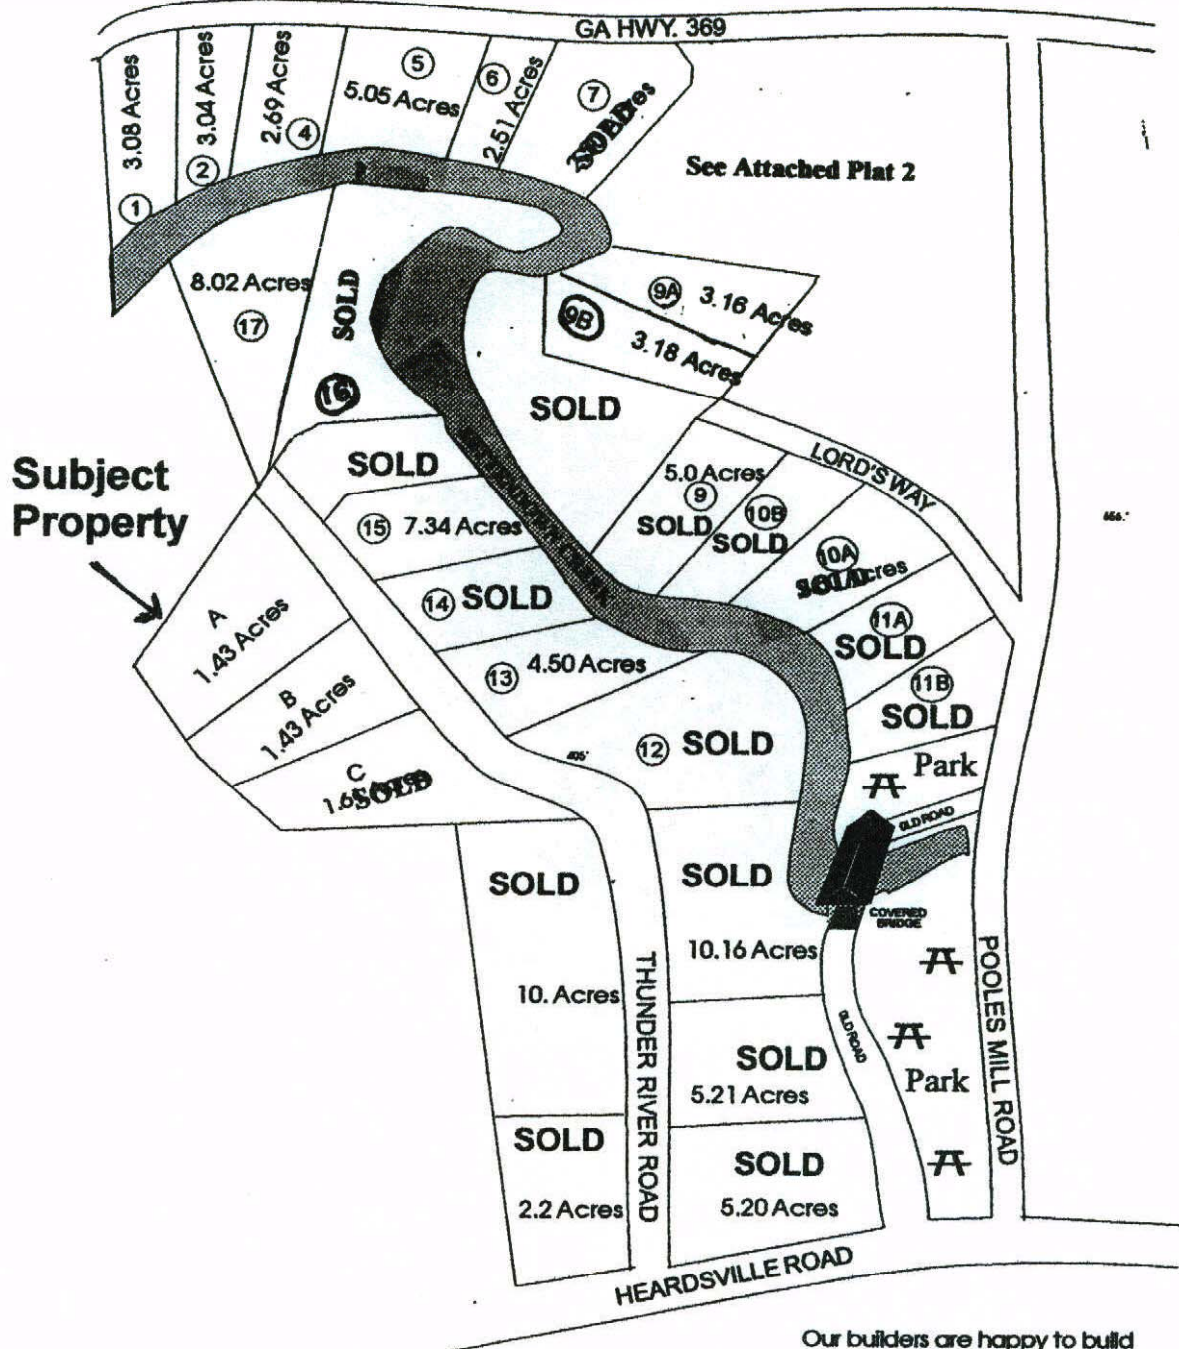 GA HWY. 369
3.08 Acres
1
3.04 Acres
2
2.69 Acres
4
5
5.05 Acres
6
2.51 Acres
7
SOLD
See Attached Plat 2
8.02 Acres
17
SOLD
16
9A 3.16 Acres
9B 3.18 Acres
SOLD
LORD'S WAY
Subject
Property
SOLD
15 7.34 Acres
14 SOLD
13 4.50 Acres
12 SOLD
5.0 Acres
9
SOLD
10B
SOLD
10A
SOLD
11A
SOLD
11B
SOLD
A
1.43 Acres
B
1.43 Acres
C
SOLD
405'
Park
OLD ROAD
COVERED
BRIDGE
SOLD
10. Acres
SOLD
10.16 Acres
THUNDER RIVER ROAD
OLD ROAD
POOLES MILL ROAD
Park
SOLD
5.21 Acres
SOLD
2.2 Acres
SOLD
5.20 Acres
HEARDSVILLE ROAD
Our builders are happy to build